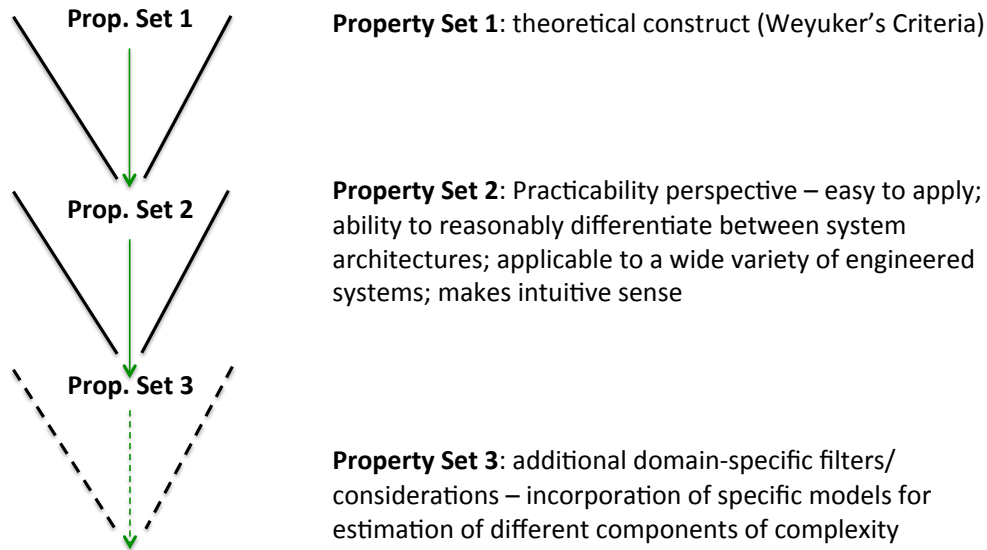 Prop. Set 1
Property Set 1: theoretical construct (Weyuker’s Criteria)
Prop. Set 2
Property Set 2: Practicability perspective – easy to apply;
ability to reasonably differentiate between system
architectures; applicable to a wide variety of engineered
systems; makes intuitive sense
Prop. Set 3
Property Set 3: additional domain-specific filters/
considerations – incorporation of specific models for
estimation of different components of complexity